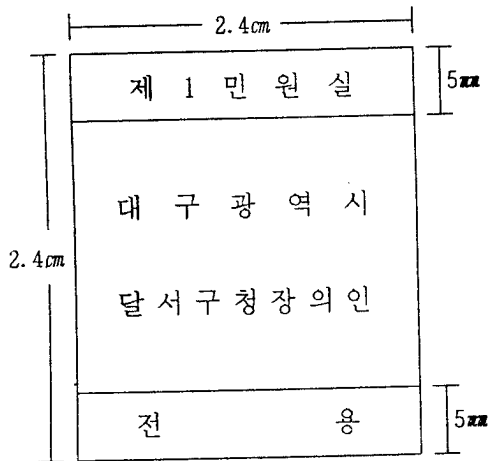 2.4cm
제 1 민 원 실
5mm
대 구 광 역 시
2.4cm
달서구청장의인
전 용
5mm